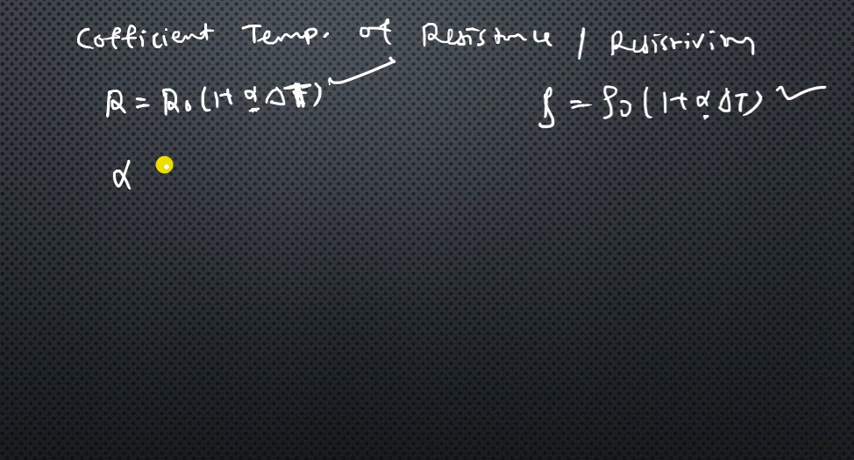 Cofficient Temp. of Resistance / Resistivity
R = R₀(1+α ΔT) ρ = ρ₀(1+α ΔT)
α